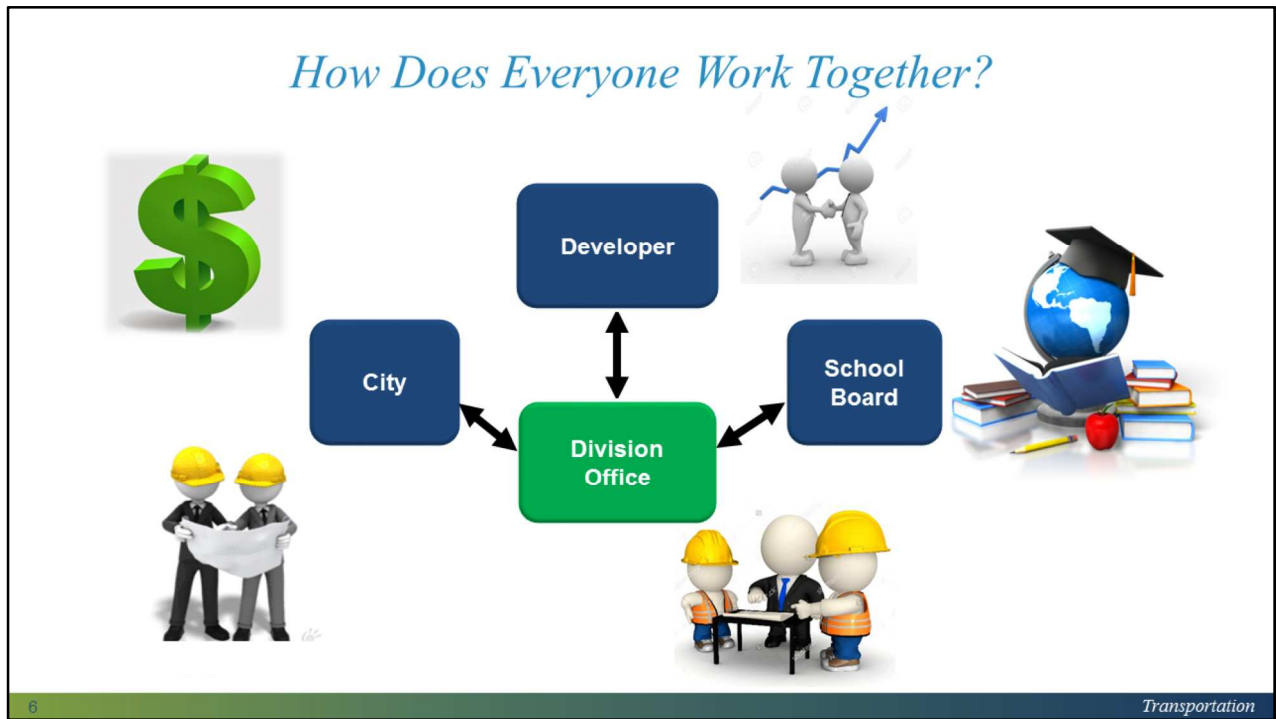 How Does Everyone Work Together?
Developer
City
School
Board
Division
Office
6
Transportation